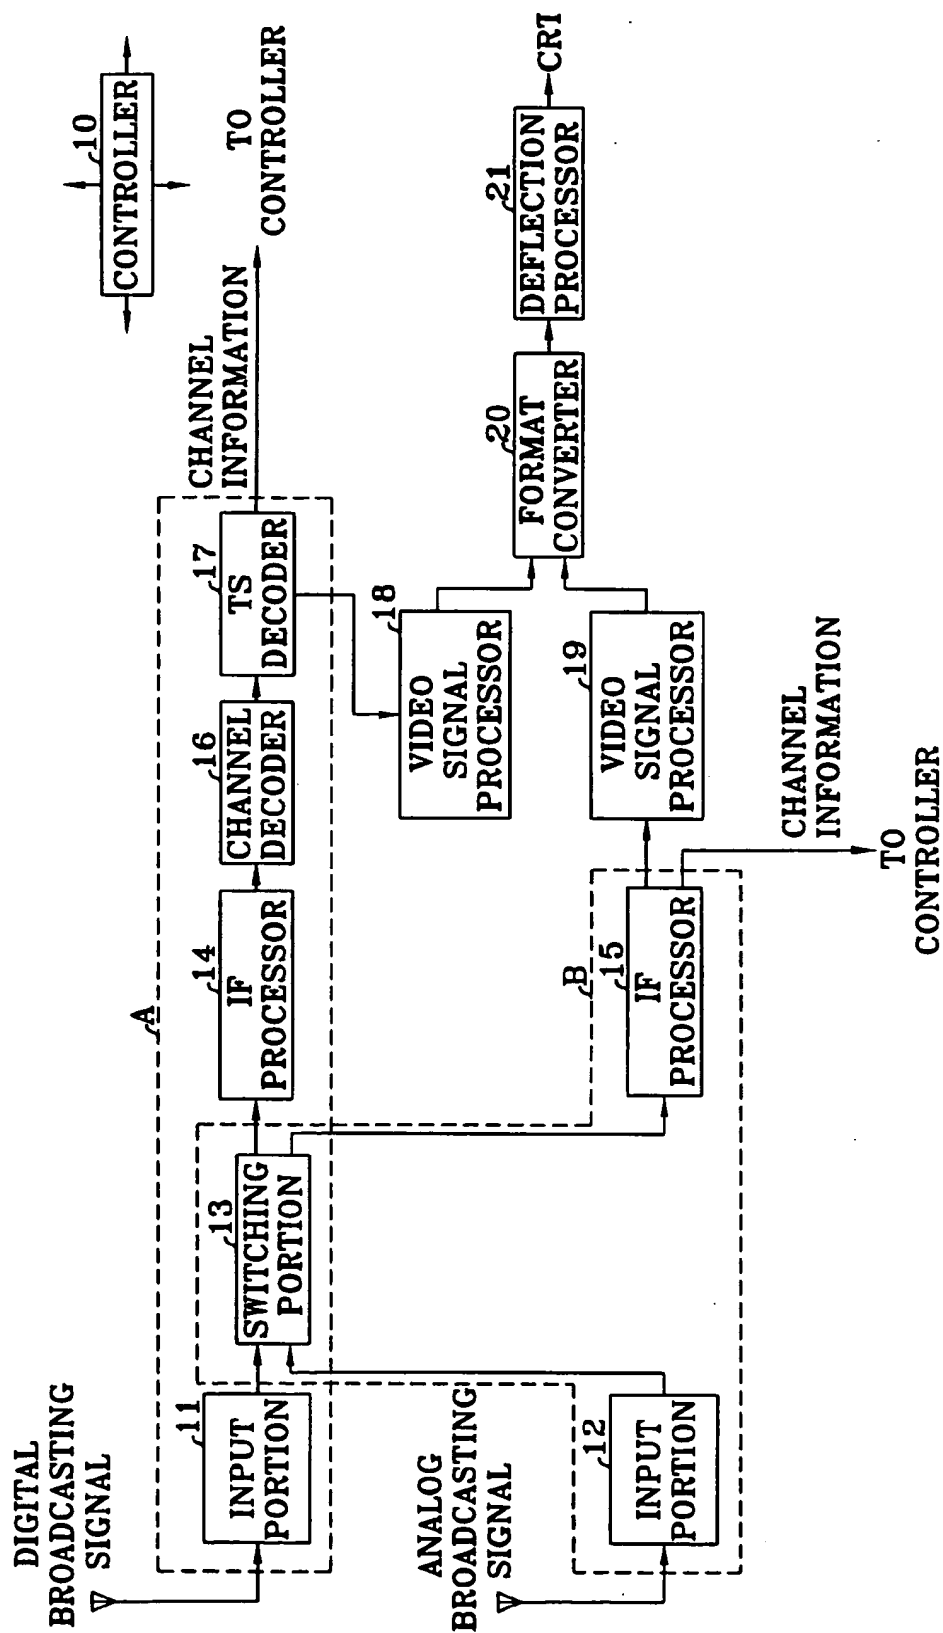 10
CONTROLLER
DIGITAL
BROADCASTING
SIGNAL
A
11
INPUT
PORTION
13
SWITCHING
PORTION
14
IF
PROCESSOR
16
CHANNEL
DECODER
17
TS
DECODER
CHANNEL
INFORMATION
TO
CONTROLLER
18
VIDEO
SIGNAL
PROCESSOR
20
FORMAT
CONVERTER
21
DEFLECTION
PROCESSOR
CRT
ANALOG
BROADCASTING
SIGNAL
12
INPUT
PORTION
B
15
IF
PROCESSOR
19
VIDEO
SIGNAL
PROCESSOR
CHANNEL
INFORMATION
TO
CONTROLLER